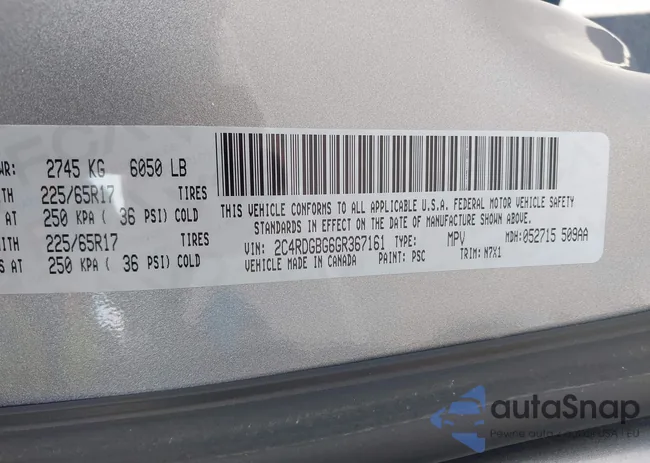 WR: 2745 KG 6050 LB
TH 225/65R17 TIRES
AT 250 KPA ( 36 PSI) COLD
ITH 225/65R17 TIRES
S AT 250 KPA ( 36 PSI) COLD
THIS VEHICLE CONFORMS TO ALL APPLICABLE U.S.A. FEDERAL MOTOR VEHICLE SAFETY
STANDARDS IN EFFECT ON THE DATE OF MANUFACTURE SHOWN ABOVE.
VIN: 2C4RDGBG6GR367161 TYPE: MPV MDH: 052715 509AA
VEHICLE MADE IN CANADA PAINT: PSC TRIM: N7X1
autoSnap